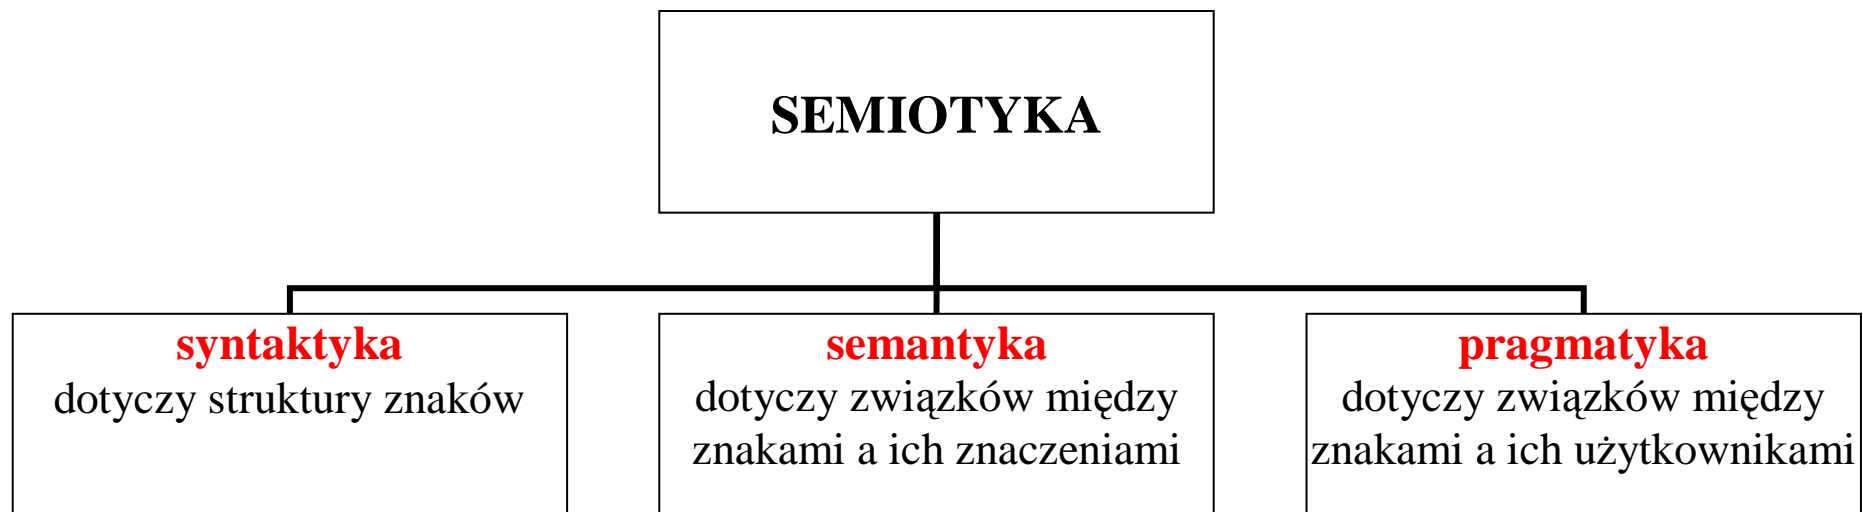 SEMIOTYKA
syntaktyka
dotyczy struktury znaków
semantyka
dotyczy związków między
znakami a ich znaczeniami
pragmatyka
dotyczy związków między
znakami a ich użytkownikami